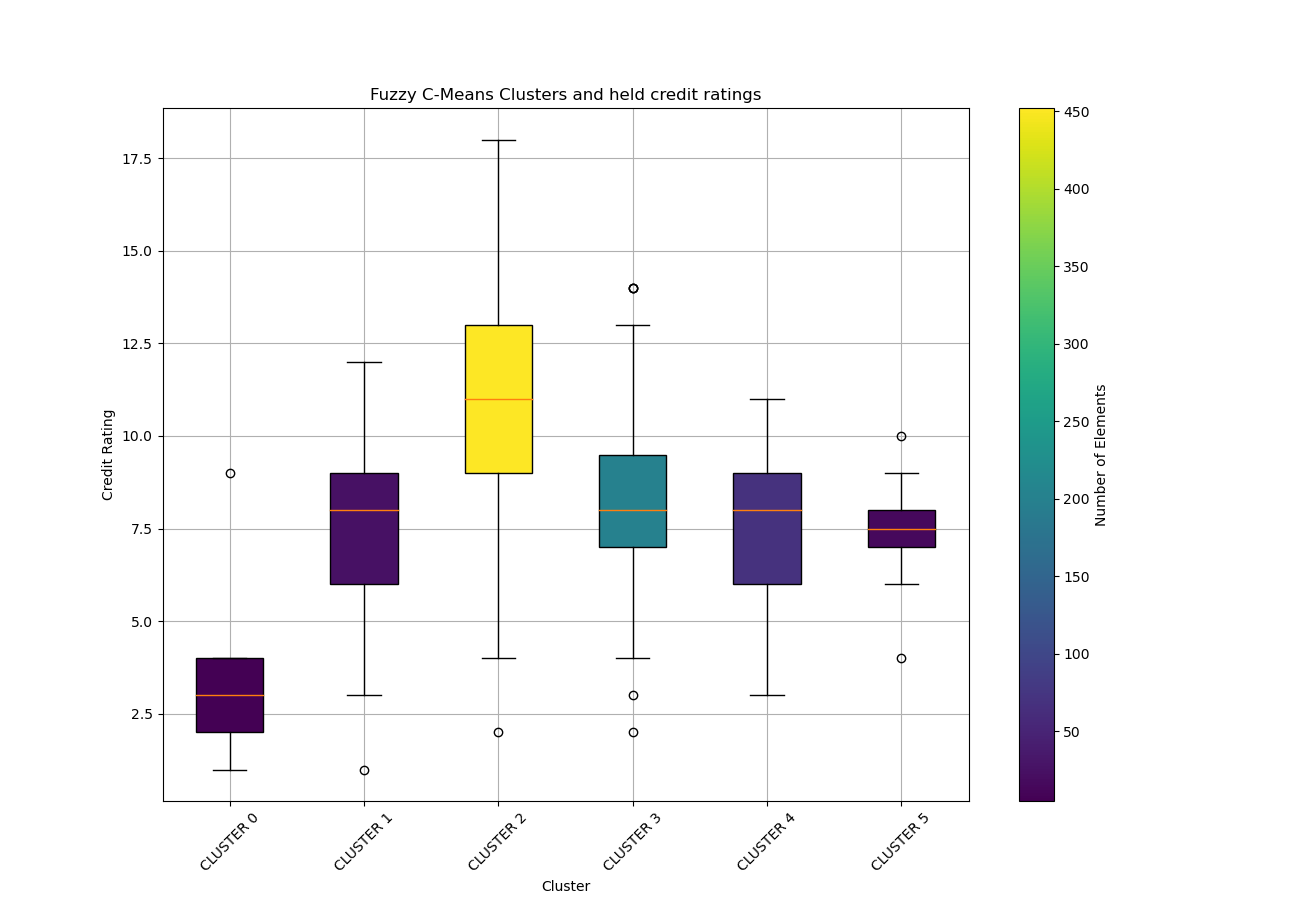 Fuzzy C-Means Clusters and held credit ratings
17.5
15.0
12.5
10.0
7.5
5.0
2.5
Credit Rating
CLUSTER 0
CLUSTER 1
CLUSTER 2
CLUSTER 3
CLUSTER 4
CLUSTER 5
Cluster
450
400
350
300
250
200
150
100
50
Number of Elements